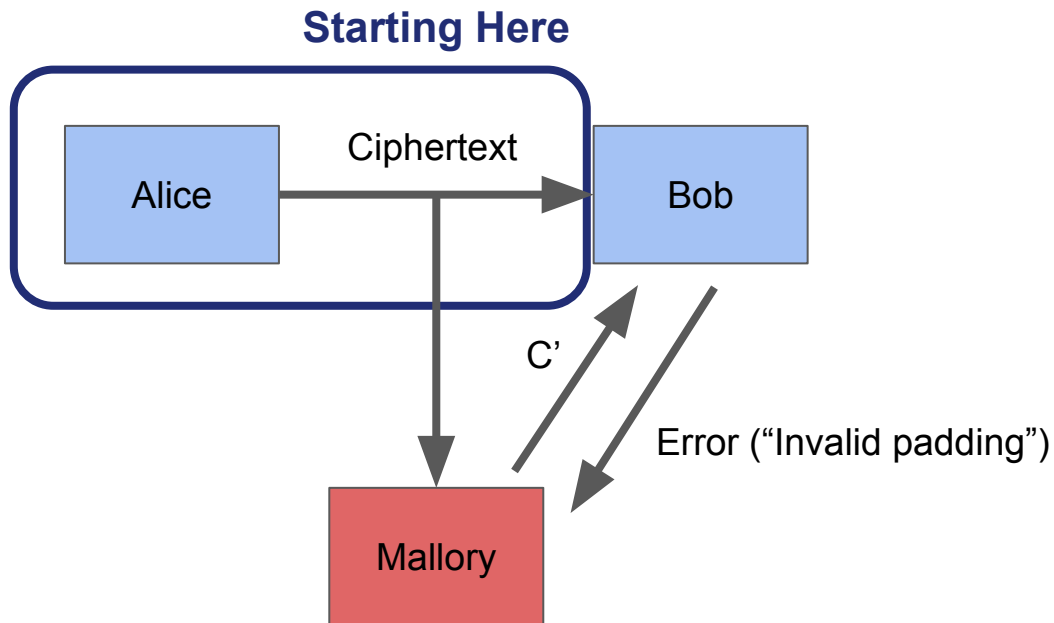 Starting Here
Ciphertext
Alice
Bob
C’
Error (“Invalid padding”)
Mallory